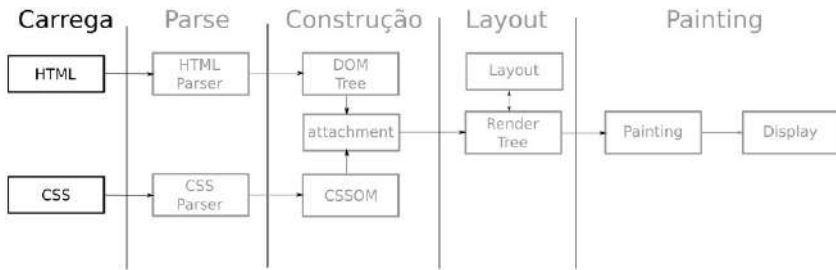 Carrega
Parse
Construção
Layout
Painting
HTML
HTML
Parser
DOM
Tree
Layout
attachment
Render
Tree
Painting
Display
CSS
CSS
Parser
CSSOM